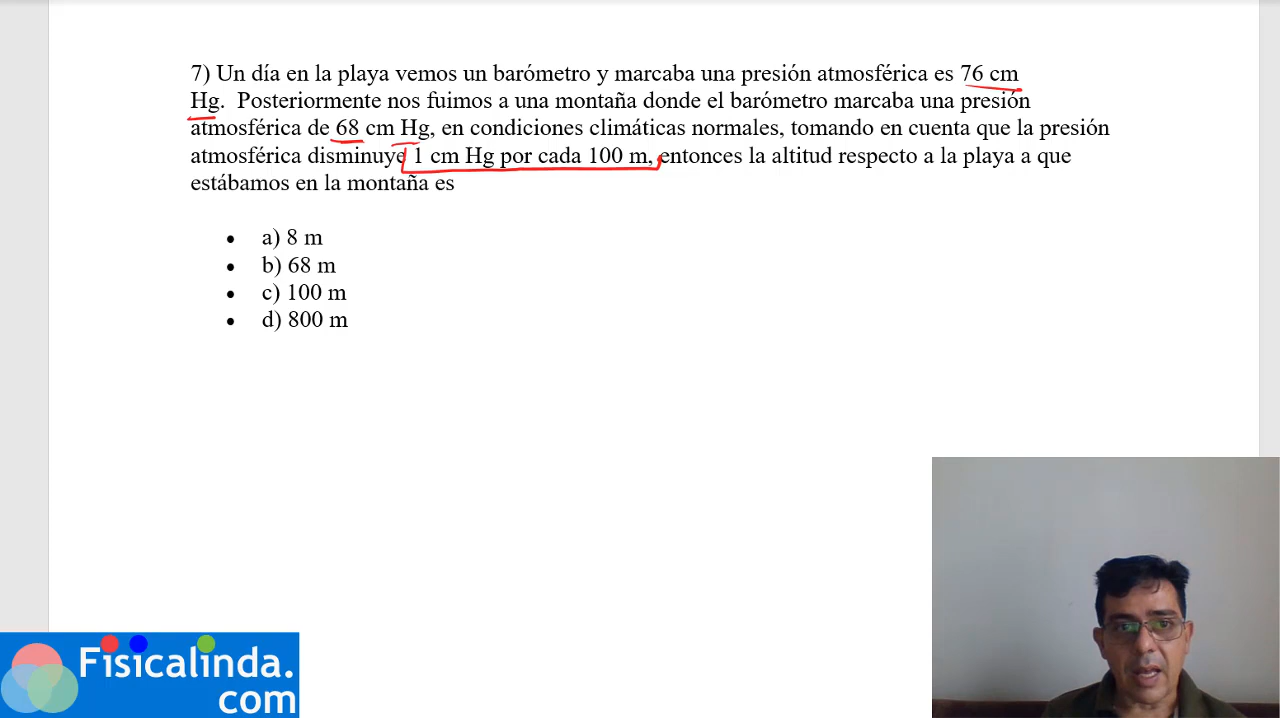 7) Un día en la playa vemos un barómetro y marcaba una presión atmosférica es 76 cm
Hg.  Posteriormente nos fuimos a una montaña donde el barómetro marcaba una presión
atmosférica de 68 cm Hg, en condiciones climáticas normales, tomando en cuenta que la presión
atmosférica disminuye 1 cm Hg por cada 100 m, entonces la altitud respecto a la playa a que
estábamos en la montaña es
• a) 8 m
• b) 68 m
• c) 100 m
• d) 800 m
Fisicalinda.
com